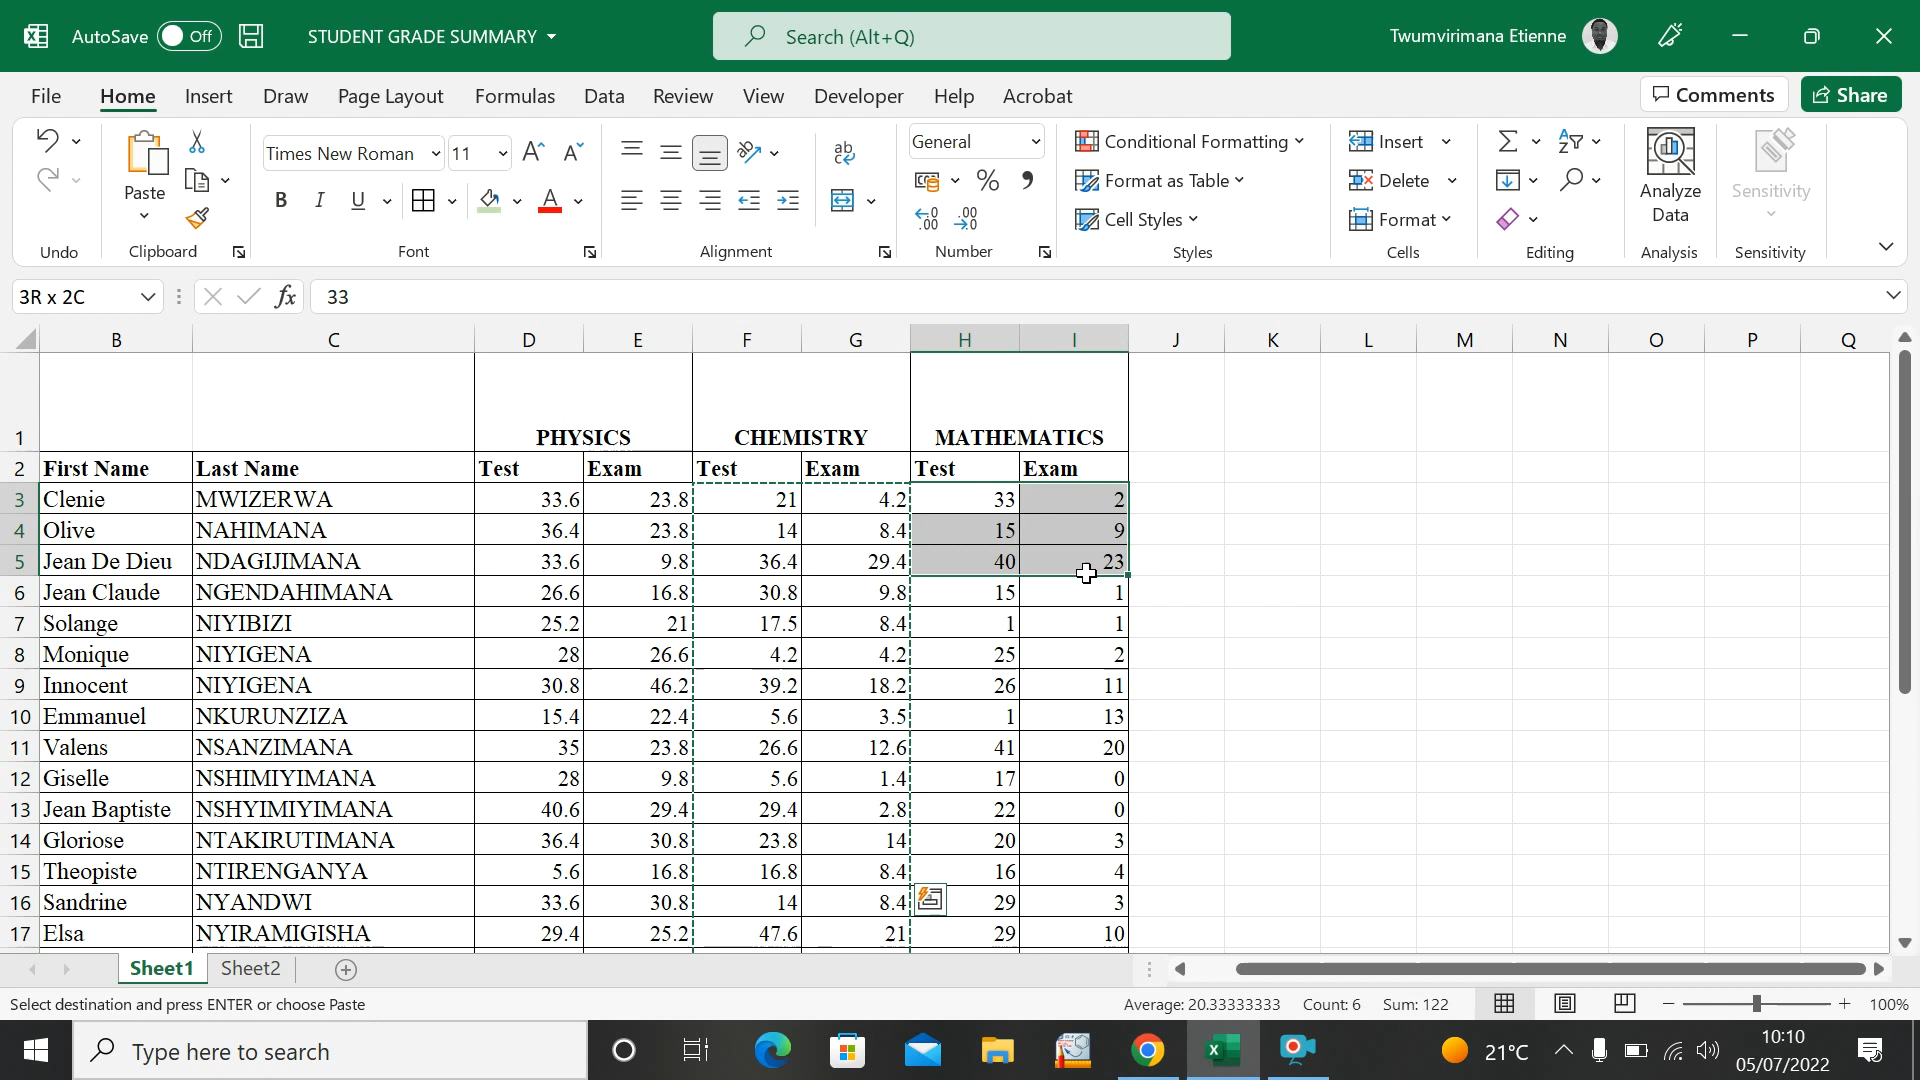 AutoSave Off STUDENT GRADE SUMMARY Search (Alt+Q) Twumvirimana Etienne
File Home Insert Draw Page Layout Formulas Data Review View Developer Help Acrobat Comments Share
Times New Roman 11 ab General Conditional Formatting Insert
Paste Format as Table Delete Analyze Data Sensitivity
B I U A Cell Styles Format
Undo Clipboard Font Alignment Number Styles Cells Editing Analysis Sensitivity
3R x 2C fx 33
B C D E F G H I J K L M N O P Q
1 PHYSICS CHEMISTRY MATHEMATICS
2 First Name Last Name Test Exam Test Exam Test Exam
3 Clenie MWIZERWA 33.6 23.8 21 4.2 33 2
4 Olive NAHIMANA 36.4 23.8 14 8.4 15 9
5 Jean De Dieu NDAGIJIMANA 33.6 9.8 36.4 29.4 40 23
6 Jean Claude NGENDAHIMANA 26.6 16.8 30.8 9.8 15 1
7 Solange NIYIBIZI 25.2 21 17.5 8.4 1 1
8 Monique NIYIGENA 28 26.6 4.2 4.2 25 2
9 Innocent NIYIGENA 30.8 46.2 39.2 18.2 26 11
10 Emmanuel NKURUNZIZA 15.4 22.4 5.6 3.5 1 13
11 Valens NSANZIMANA 35 23.8 26.6 12.6 41 20
12 Giselle NSHIMIYIMANA 28 9.8 5.6 1.4 17 0
13 Jean Baptiste NSHYIMIYIMANA 40.6 29.4 29.4 2.8 22 0
14 Gloriose NTAKIRUTIMANA 36.4 30.8 23.8 14 20 3
15 Theopiste NTIRENGANYA 5.6 16.8 16.8 8.4 16 4
16 Sandrine NYANDWI 33.6 30.8 14 8.4 29 3
17 Elsa NYIRAMIGISHA 29.4 25.2 47.6 21 29 10
Sheet1 Sheet2
Select destination and press ENTER or choose Paste Average: 20.33333333 Count: 6 Sum: 122 100%
Type here to search 21°C 10:10
05/07/2022